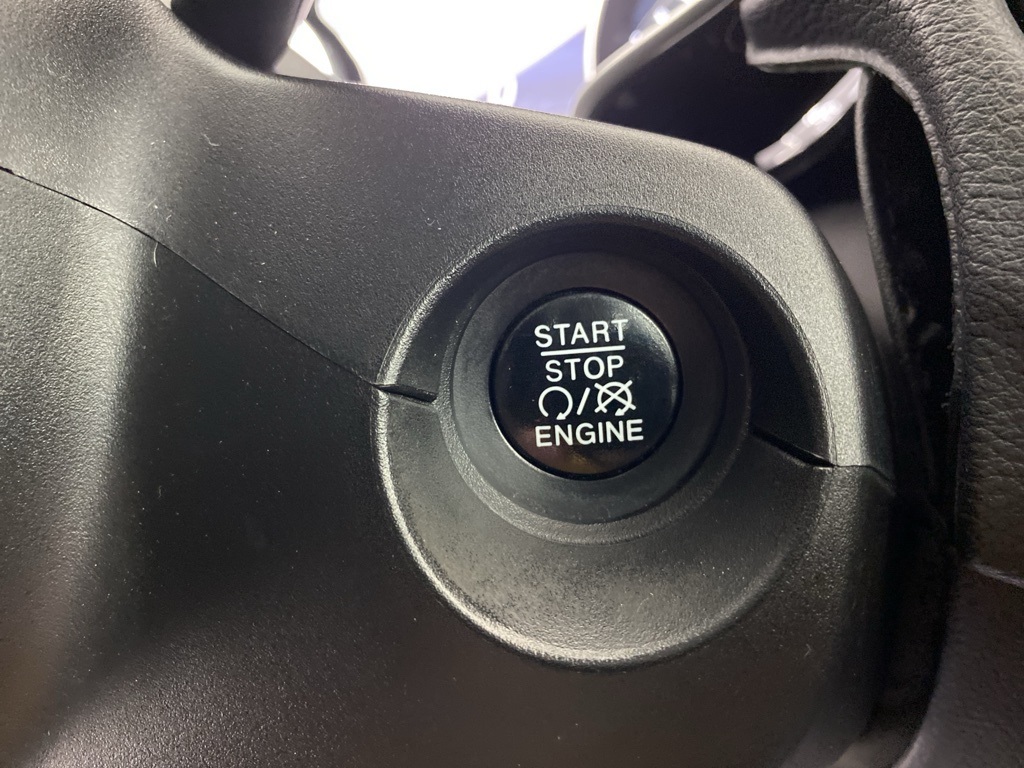 START
STOP
/
ENGINE